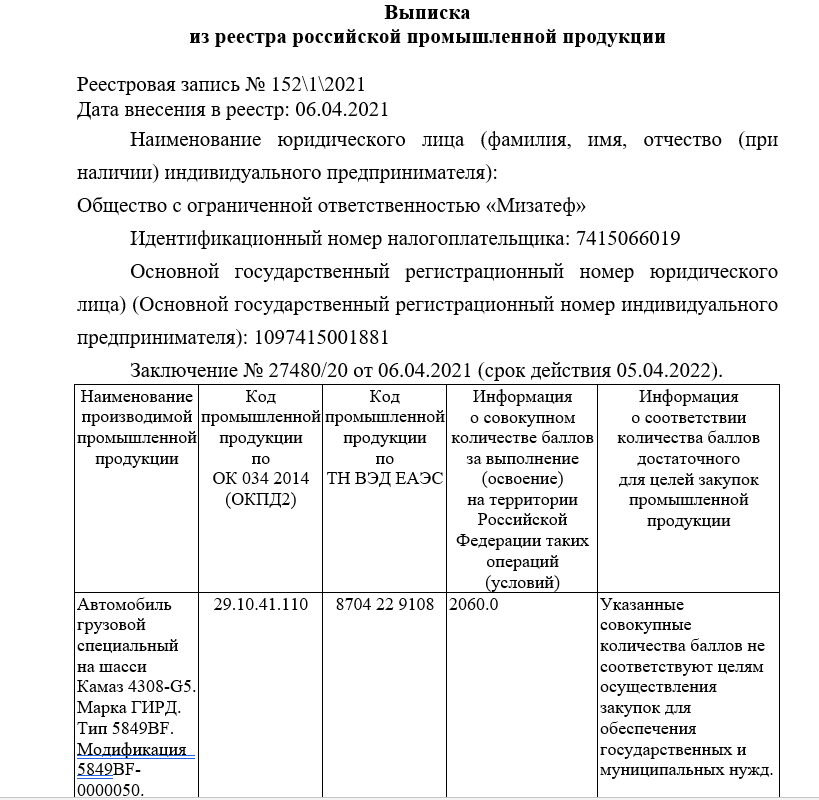 Выписка
из реестра российской промышленной продукции
Реестровая запись № 152\1\2021
Дата внесения в реестр: 06.04.2021
Наименование юридического лица (фамилия, имя, отчество (при
наличии) индивидуального предпринимателя):
Общество с ограниченной ответственностью «Мизатеф»
Идентификационный номер налогоплательщика: 7415066019
Основной государственный регистрационный номер юридического
лица) (Основной государственный регистрационный номер индивидуального
предпринимателя): 1097415001881
Заключение № 27480/20 от 06.04.2021 (срок действия 05.04.2022).
Наименование
производимой
промышленной
продукции
Код
промышленной
продукции
по
ОК 034 2014
(ОКПД2)
Код
промышленной
продукции
по
ТН ВЭД ЕАЭС
Информация
о совокупном
количестве баллов
за выполнение
(освоение)
на территории
Российской
Федерации таких
операций
(условий)
Информация
о соответствии
количества баллов
достаточного
для целей закупок
промышленной
продукции
Автомобиль
грузовой
специальный
на шасси
Камаз 4308-G5.
Марка ГИРД.
Тип 5849BF.
Модификация
5849BF-
0000050.
29.10.41.110
8704 22 9108
2060.0
Указанные
совокупные
количества баллов не
соответствуют целям
осуществления
закупок для
обеспечения
государственных и
муниципальных нужд.